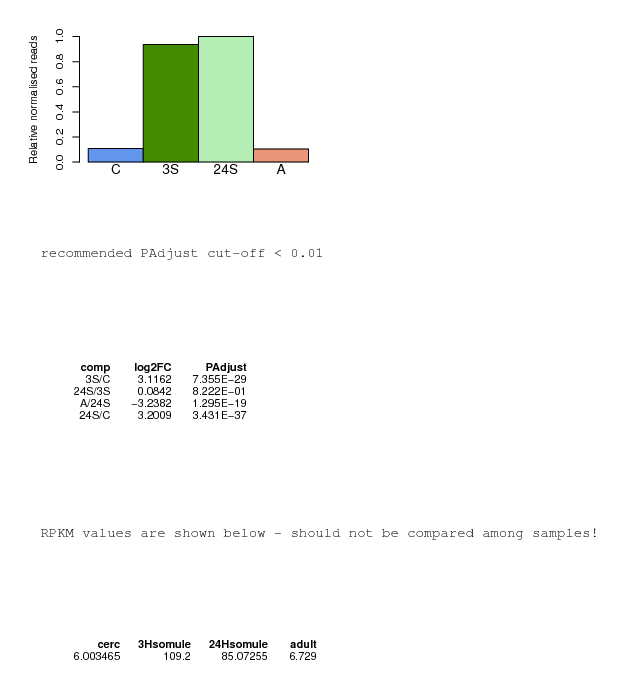 Relative normalised reads
1.0
0.8
0.6
0.4
0.2
0.0
C 3S 24S A
recommended PAdjust cut-off < 0.01
comp log2FC PAdjust
3S/C 3.1162 7.355E−29
24S/3S 0.0842 8.222E−01
A/24S −3.2382 1.295E−19
24S/C 3.2009 3.431E−37
RPKM values are shown below - should not be compared among samples!
cerc 3Hsomule 24Hsomule adult
6.003465 109.2 85.07255 6.729